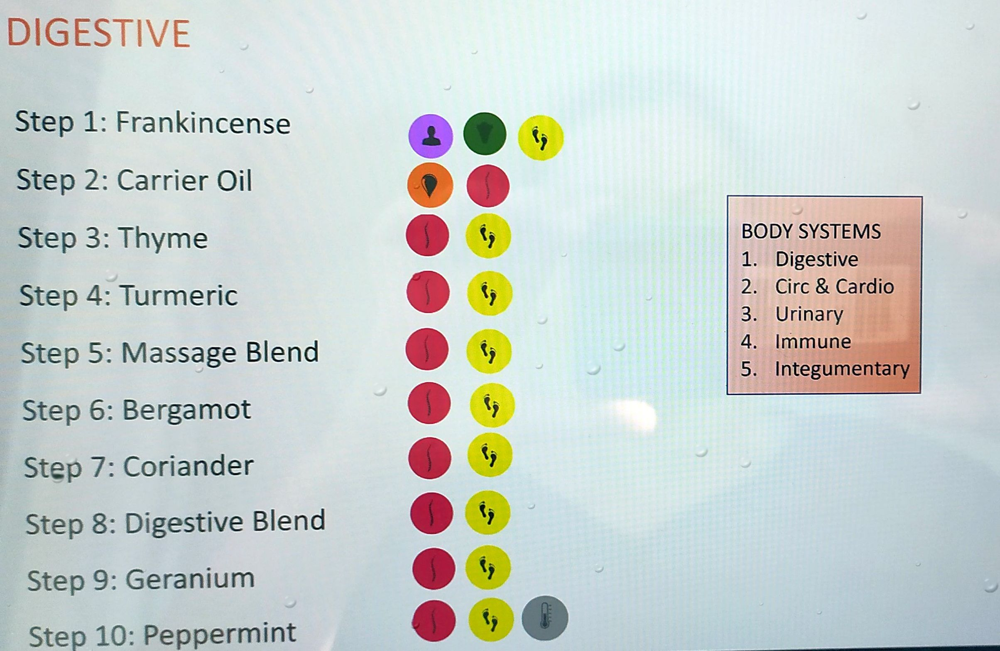 DIGESTIVE
Step 1: Frankincense
Step 2: Carrier Oil
Step 3: Thyme
Step 4: Turmeric
Step 5: Massage Blend
Step 6: Bergamot
Step 7: Coriander
Step 8: Digestive Blend
Step 9: Geranium
Step 10: Peppermint
BODY SYSTEMS
1. Digestive
2. Circ & Cardio
3. Urinary
4. Immune
5. Integumentary